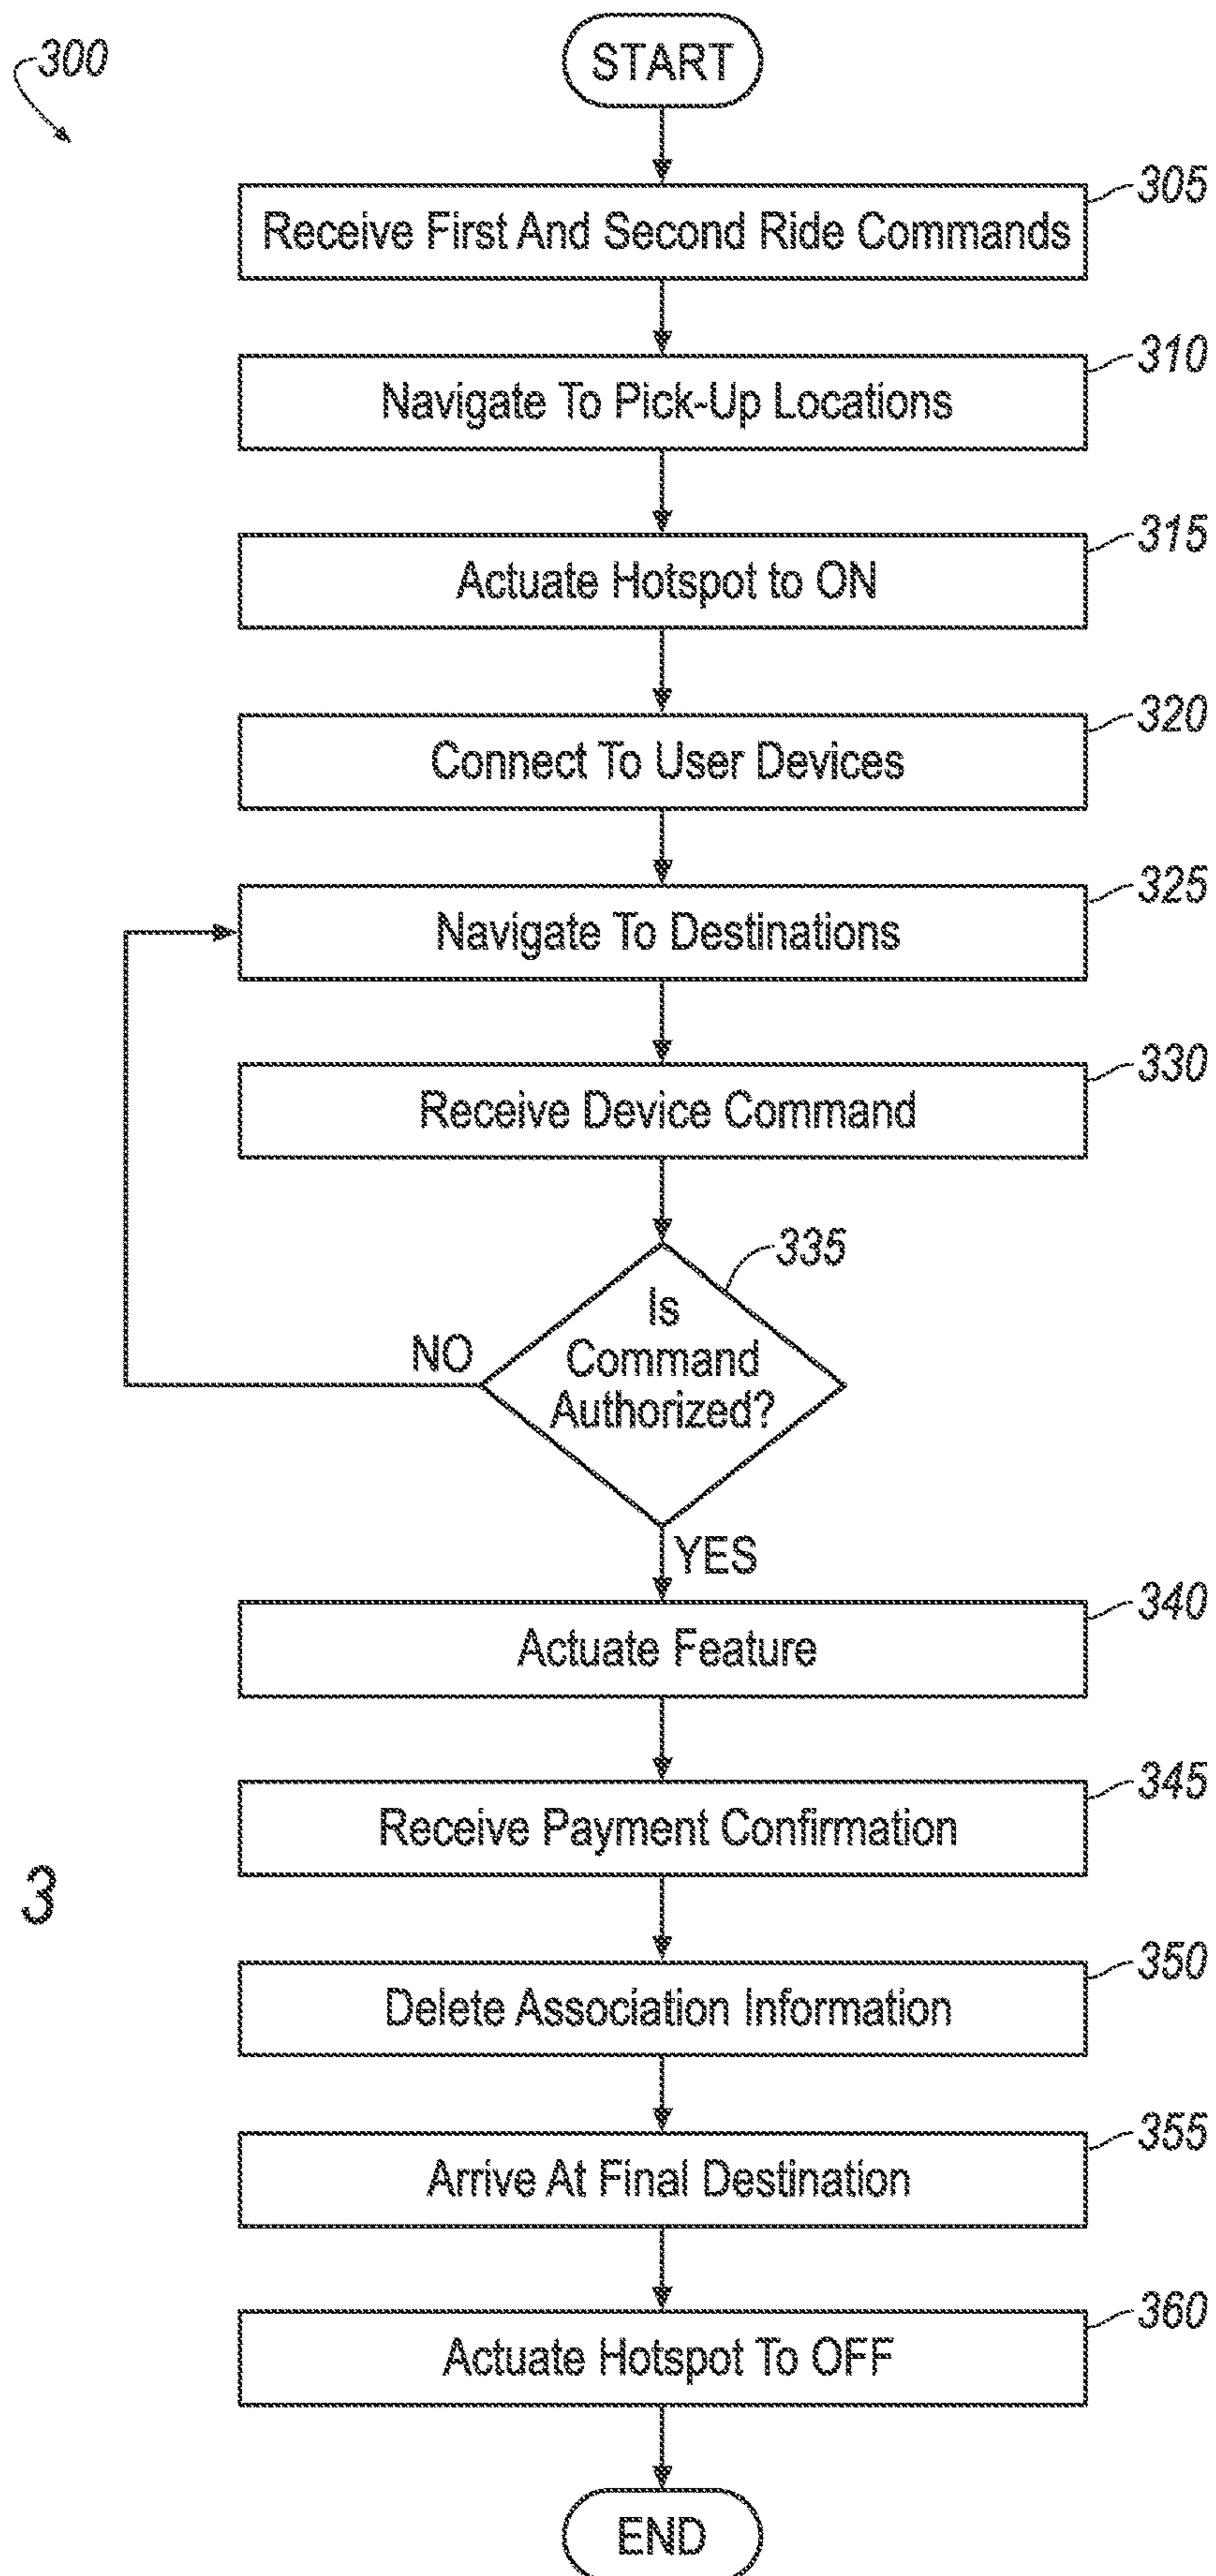 300
START
305
Receive First And Second Ride Commands
310
Navigate To Pick-Up Locations
315
Actuate Hotspot to ON
320
Connect To User Devices
325
Navigate To Destinations
330
Receive Device Command
335
Is
Command
Authorized?
NO
YES
340
Actuate Feature
345
Receive Payment Confirmation
3
350
Delete Association Information
355
Arrive At Final Destination
360
Actuate Hotspot To OFF
END